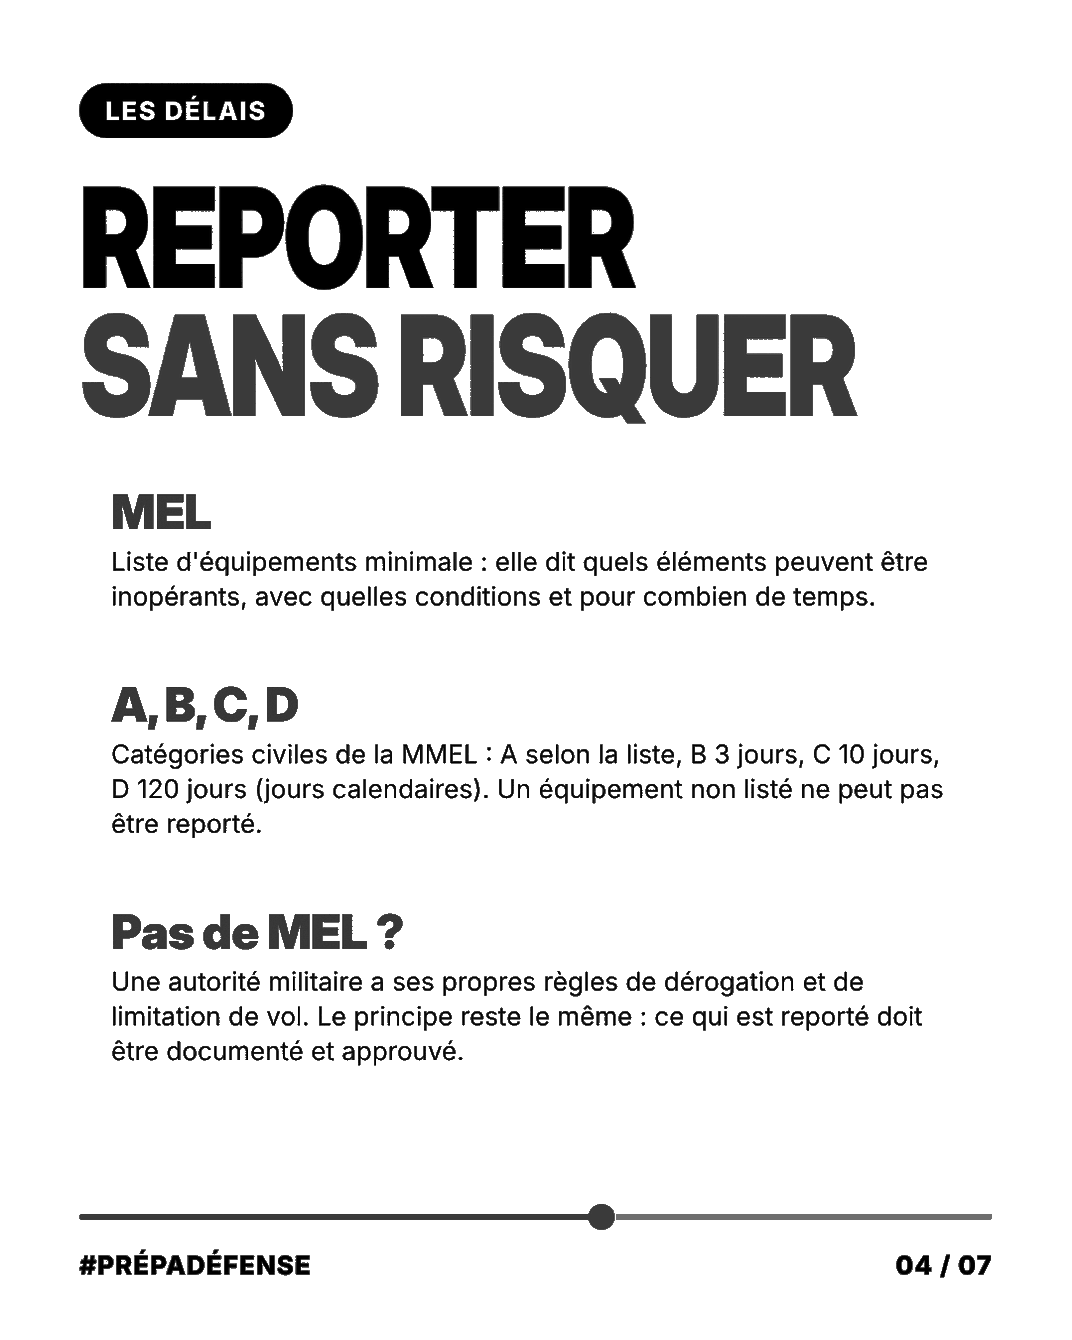 LES DÉLAIS
REPORTER
SANS RISQUER
MEL
Liste d'équipements minimale : elle dit quels éléments peuvent être
inopérants, avec quelles conditions et pour combien de temps.
A, B, C, D
Catégories civiles de la MMEL : A selon la liste, B 3 jours, C 10 jours,
D 120 jours (jours calendaires). Un équipement non listé ne peut pas
être reporté.
Pas de MEL ?
Une autorité militaire a ses propres règles de dérogation et de
limitation de vol. Le principe reste le même : ce qui est reporté doit
être documenté et approuvé.
#PRÉPADÉFENSE
04 / 07